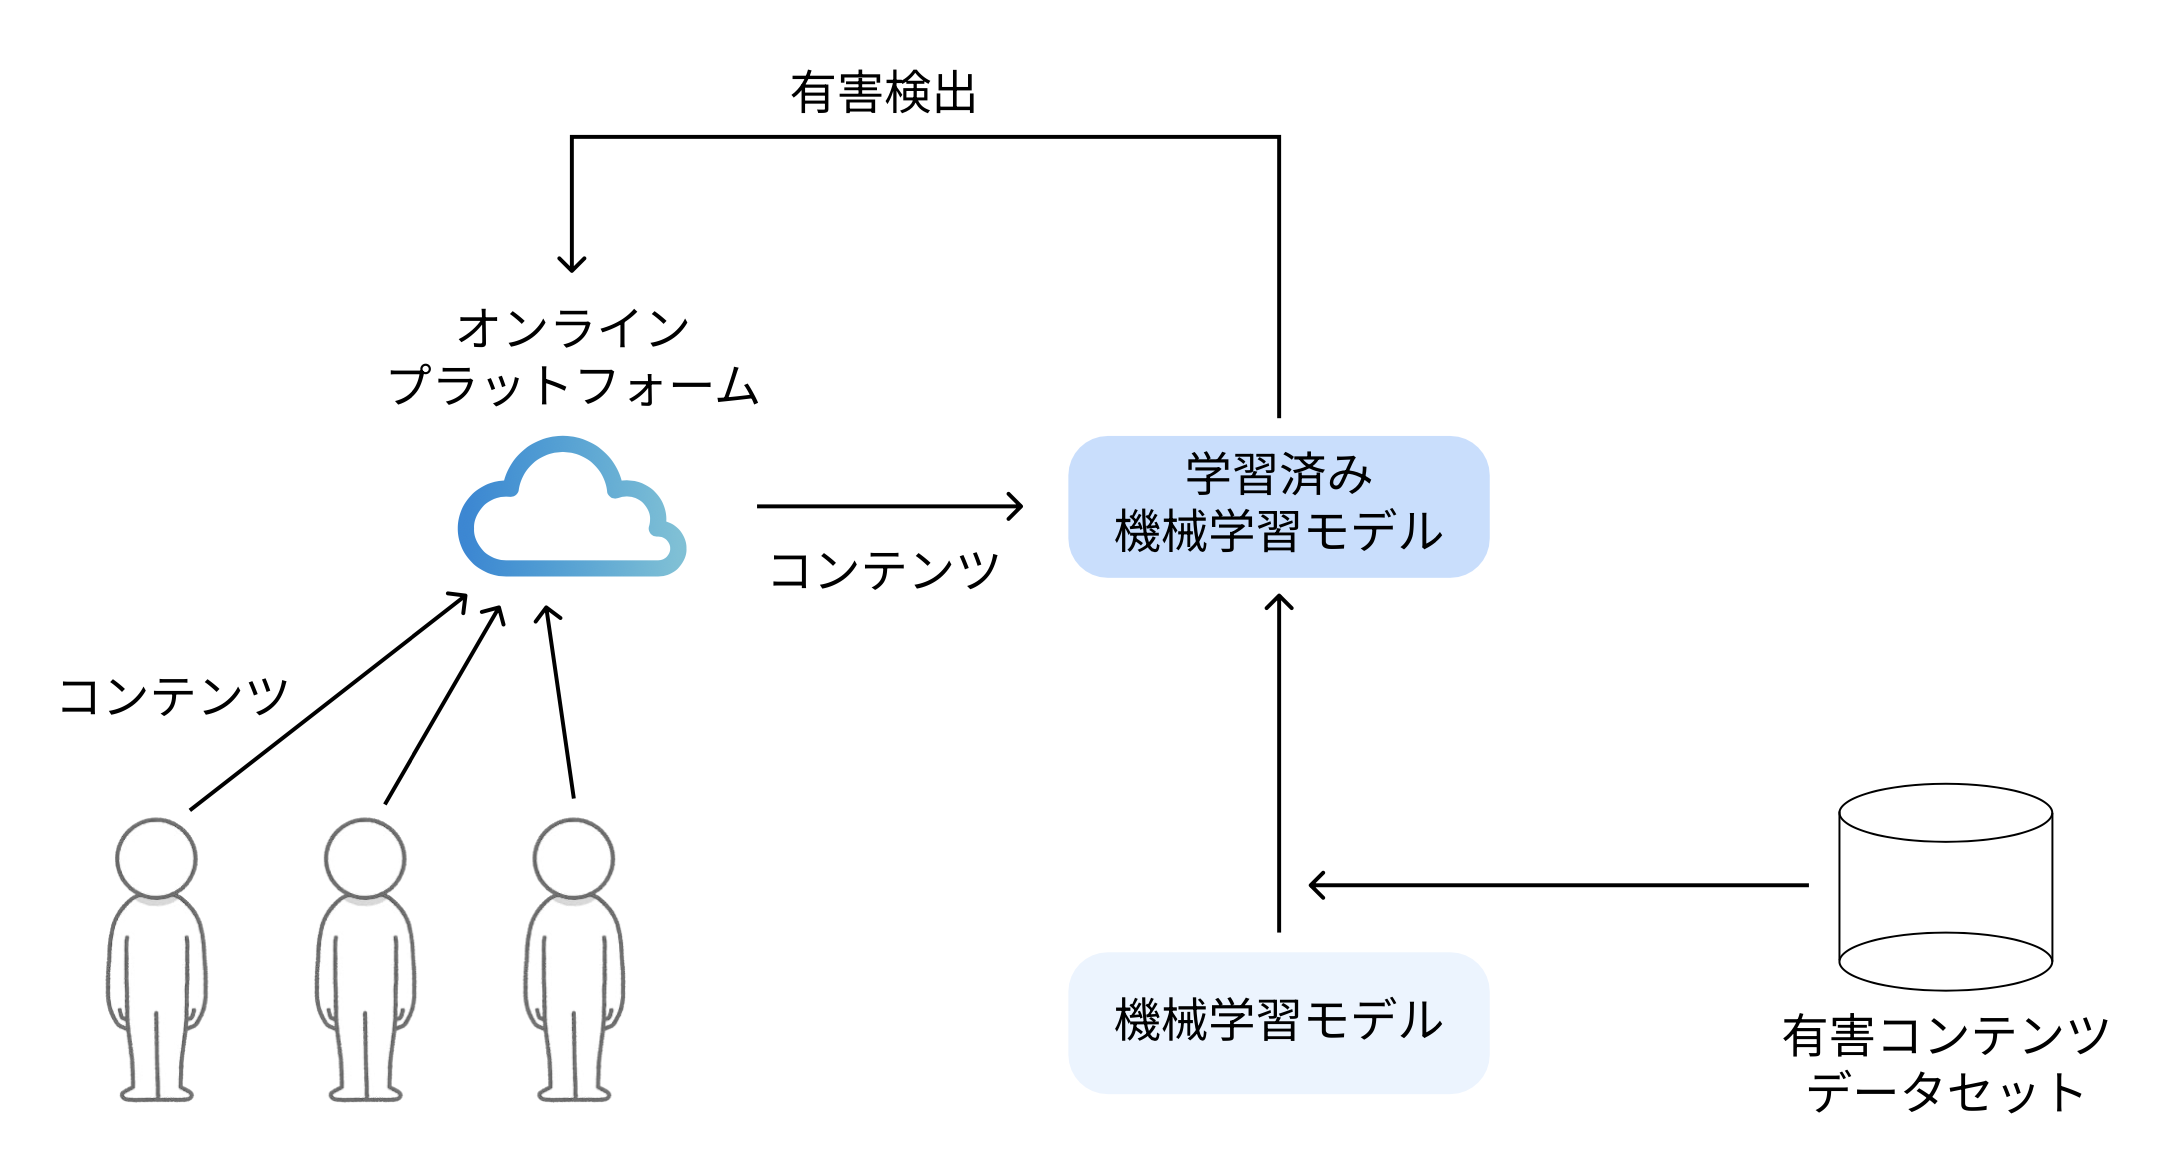 有害検出
オンライン
プラットフォーム
学習済み
機械学習モデル
コンテンツ
コンテンツ
機械学習モデル
有害コンテンツ
データセット